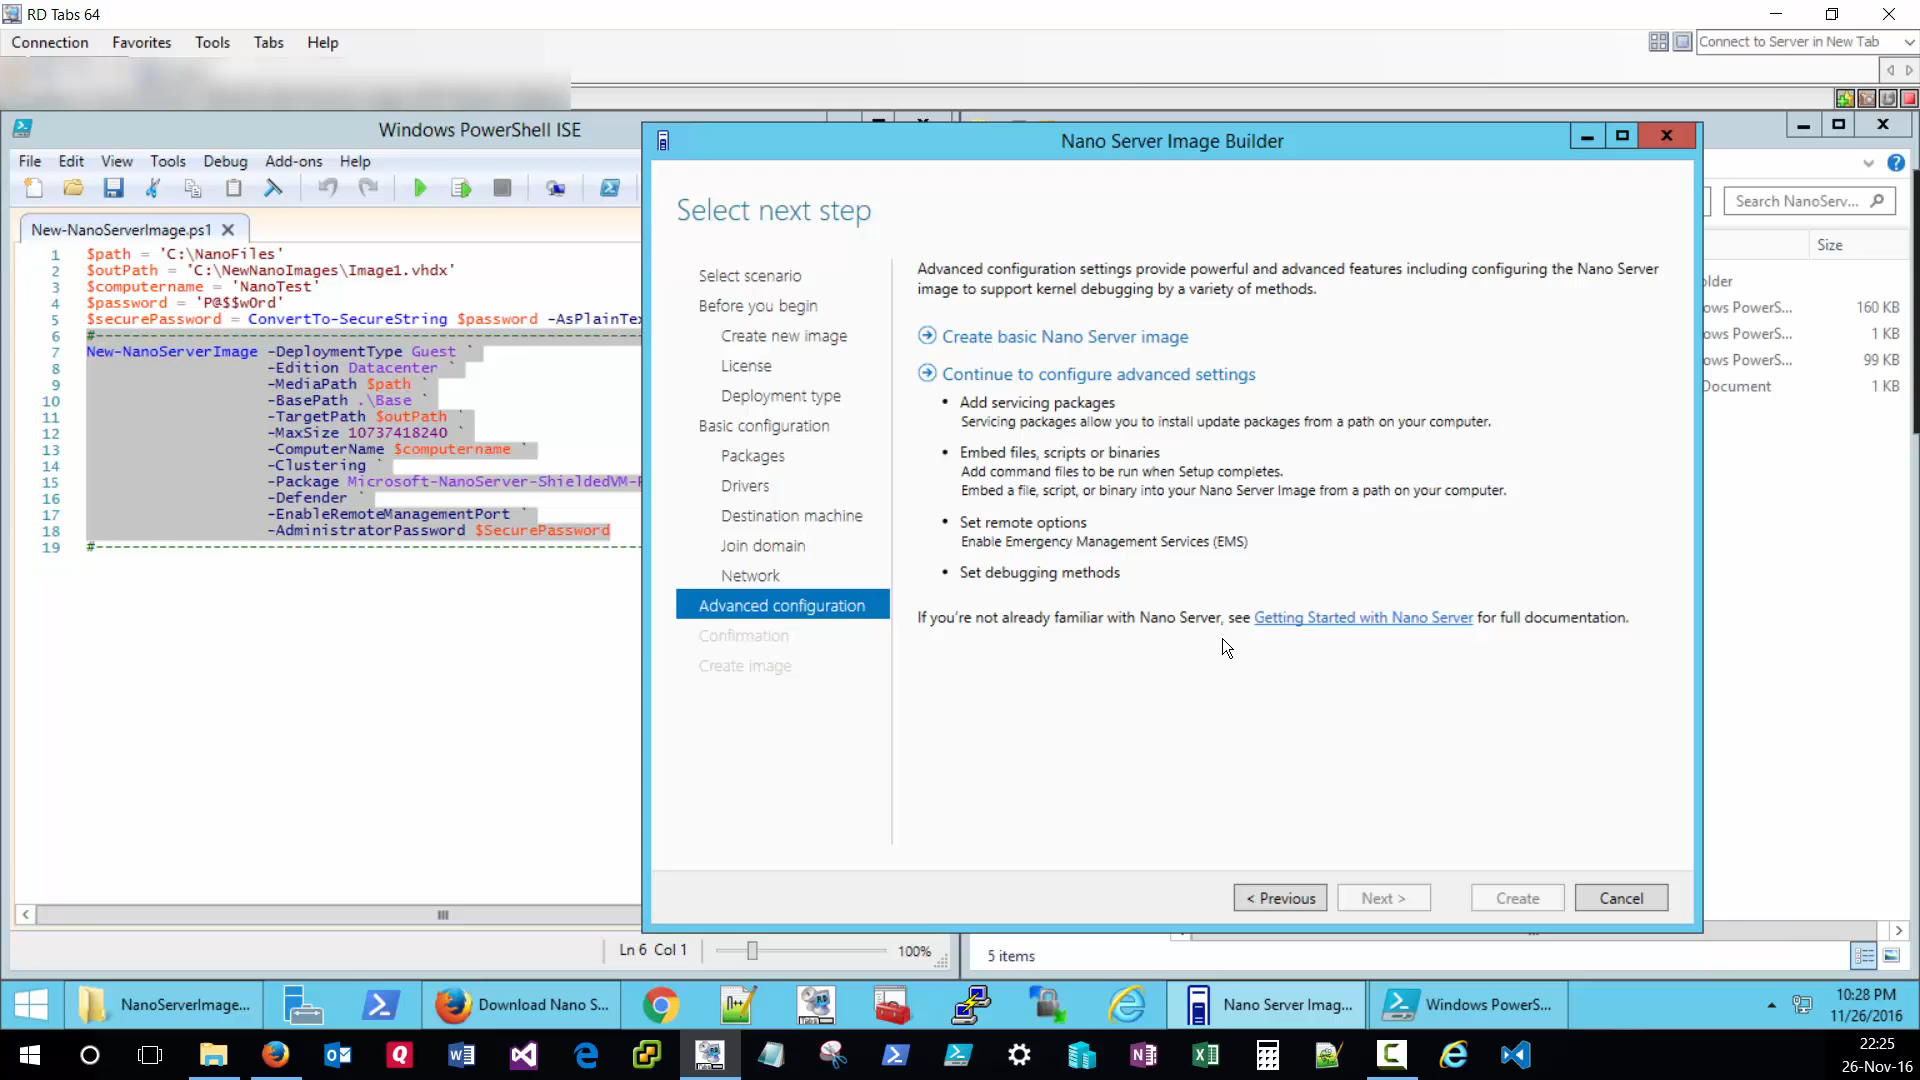 RD Tabs 64
Connection Favorites Tools Tabs Help
Connect to Server in New Tab
Windows PowerShell ISE
File Edit View Tools Debug Add-ons Help
New-NanoServerImage.ps1
1 $path = 'C:\NanoFiles'
2 $outPath = 'C:\NewNanoImages\Image1.vhdx'
3 $computername = 'NanoTest'
4 $password = 'P@$$w0rd'
5 $securePassword = ConvertTo-SecureString $password -AsPlainTex
6 #----------------------------------------------------------------
7 New-NanoServerImage -DeploymentType Guest `
8 -Edition Datacenter `
9 -MediaPath $path `
10 -BasePath .\Base `
11 -TargetPath $outPath `
12 -MaxSize 10737418240 `
13 -ComputerName $computername `
14 -Clustering `
15 -Package Microsoft-NanoServer-ShieldedVM-
16 -Defender `
17 -EnableRemoteManagementPort `
18 -AdministratorPassword $SecurePassword
19 #----------------------------------------------------------------
Ln 6 Col 1 100%
Nano Server Image Builder
Select next step
Select scenario
Before you begin
Create new image
License
Deployment type
Basic configuration
Packages
Drivers
Destination machine
Join domain
Network
Advanced configuration
Confirmation
Create image
Advanced configuration settings provide powerful and advanced features including configuring the Nano Server
image to support kernel debugging by a variety of methods.
Create basic Nano Server image
Continue to configure advanced settings
• Add servicing packages
Servicing packages allow you to install update packages from a path on your computer.
• Embed files, scripts or binaries
Add command files to be run when Setup completes.
Embed a file, script, or binary into your Nano Server Image from a path on your computer.
• Set remote options
Enable Emergency Management Services (EMS)
• Set debugging methods
If you're not already familiar with Nano Server, see Getting Started with Nano Server for full documentation.
< Previous Next > Create Cancel
Search NanoServ...
Size
lder
ows PowerS... 160 KB
ows PowerS... 1 KB
ows PowerS... 99 KB
Document 1 KB
5 items
NanoServerImage... Download Nano S... Nano Server Imag... Windows PowerS...
10:28 PM
11/26/2016
22:25
26-Nov-16